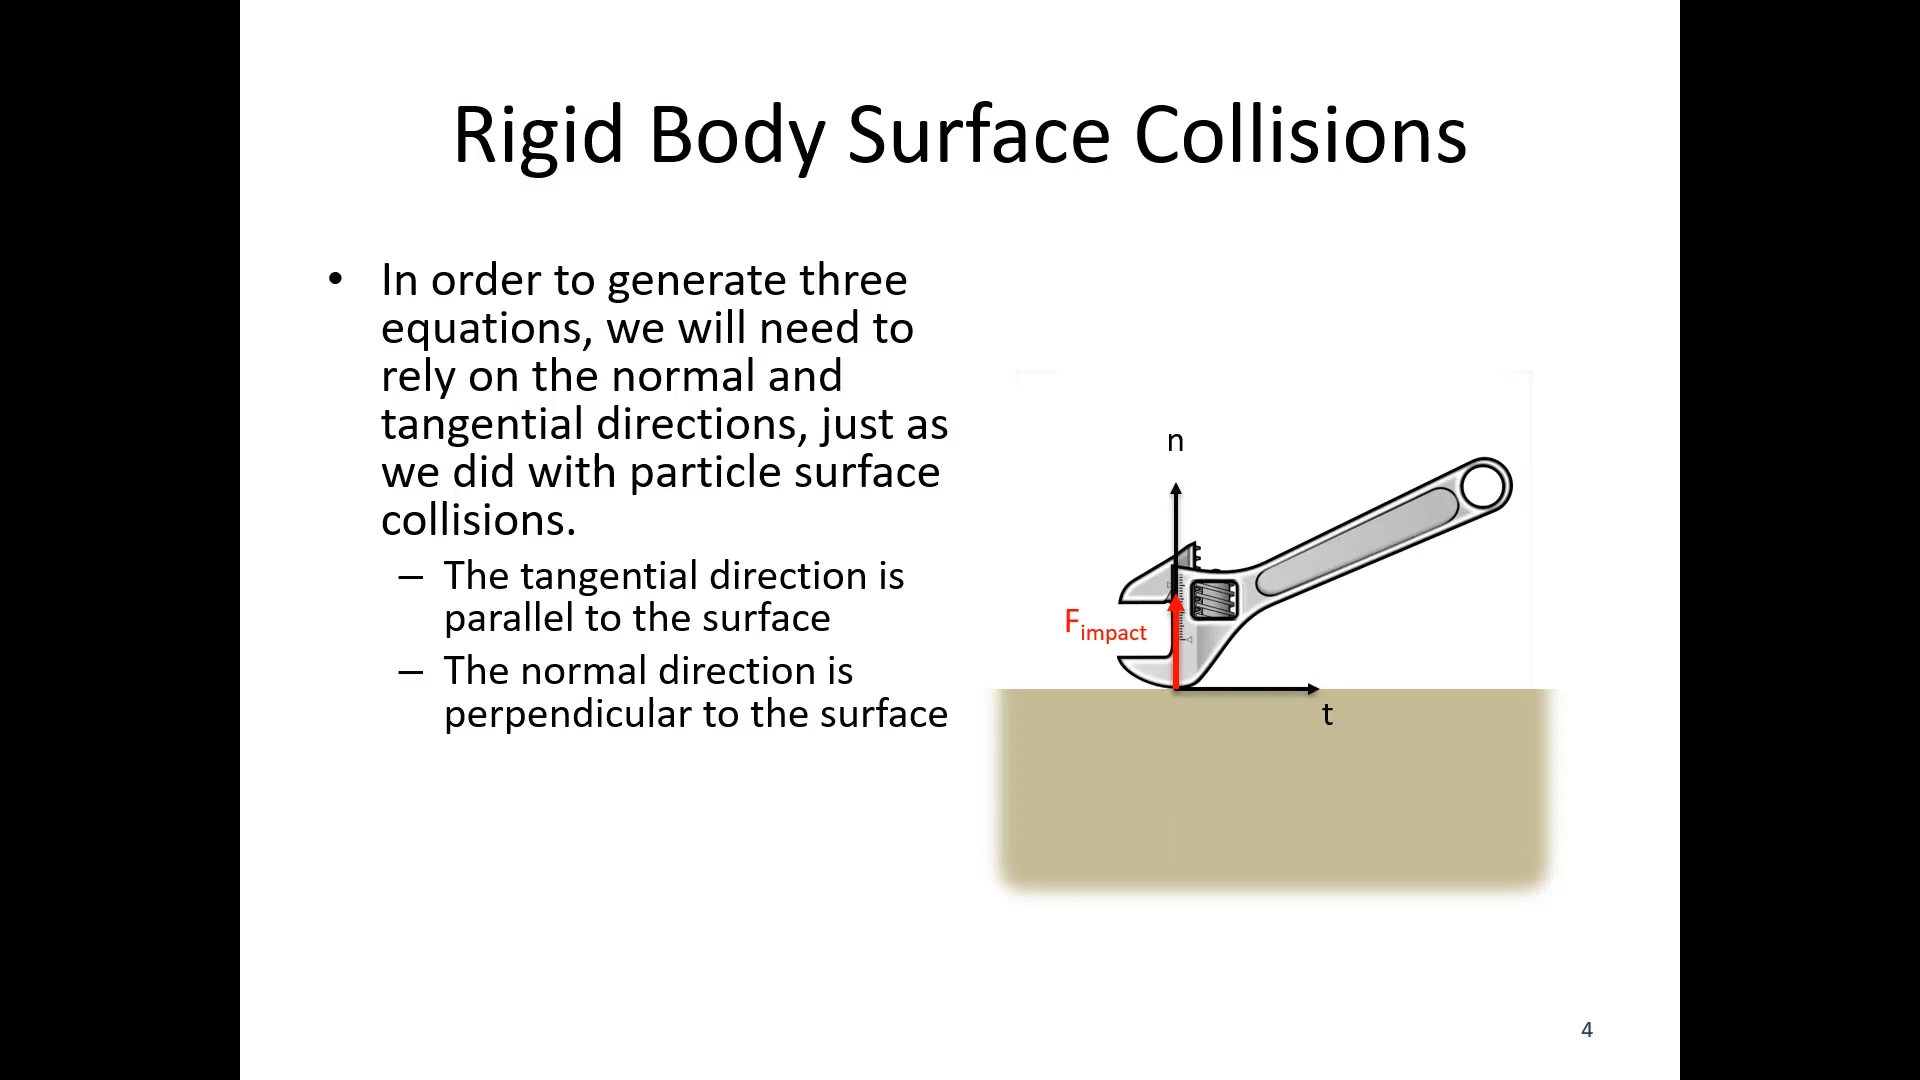 Rigid Body Surface Collisions
• In order to generate three
equations, we will need to
rely on the normal and
tangential directions, just as
we did with particle surface
collisions.
– The tangential direction is
parallel to the surface
– The normal direction is
perpendicular to the surface
n
F impact
t
4